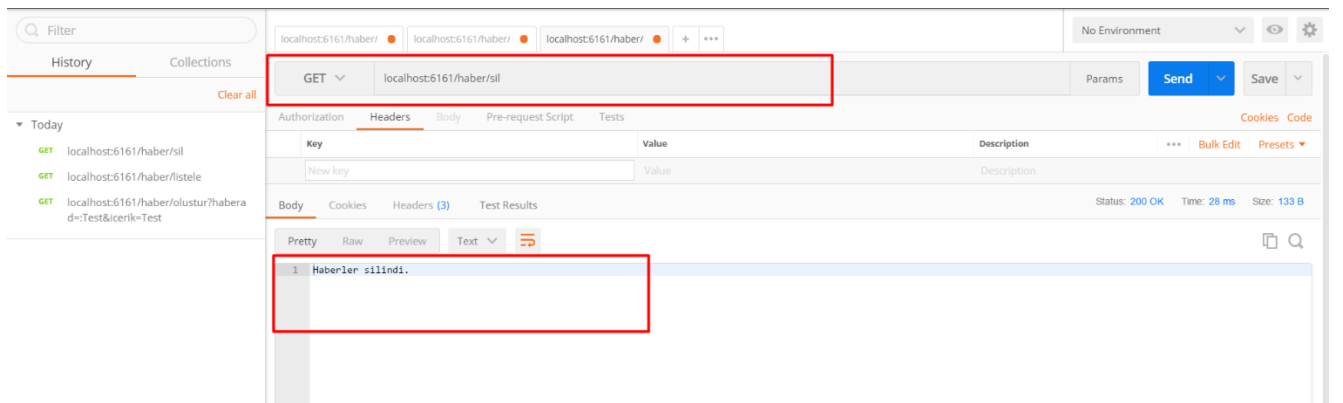 Filter
History Collections
Clear all
Today
GET localhost:6161/haber/sil
GET localhost:6161/haber/listele
GET localhost:6161/haber/olustur?habera
d=:Test&icerik=Test
localhost:6161/haber/ localhost:6161/haber/ localhost:6161/haber/ + •••
No Environment
GET localhost:6161/haber/sil Params Send Save
Authorization Headers Body Pre-request Script Tests Cookies Code
Key Value Description ••• Bulk Edit Presets
New key Value Description
Body Cookies Headers (3) Test Results Status: 200 OK Time: 28 ms Size: 133 B
Pretty Raw Preview Text
1 Haberler silindi.